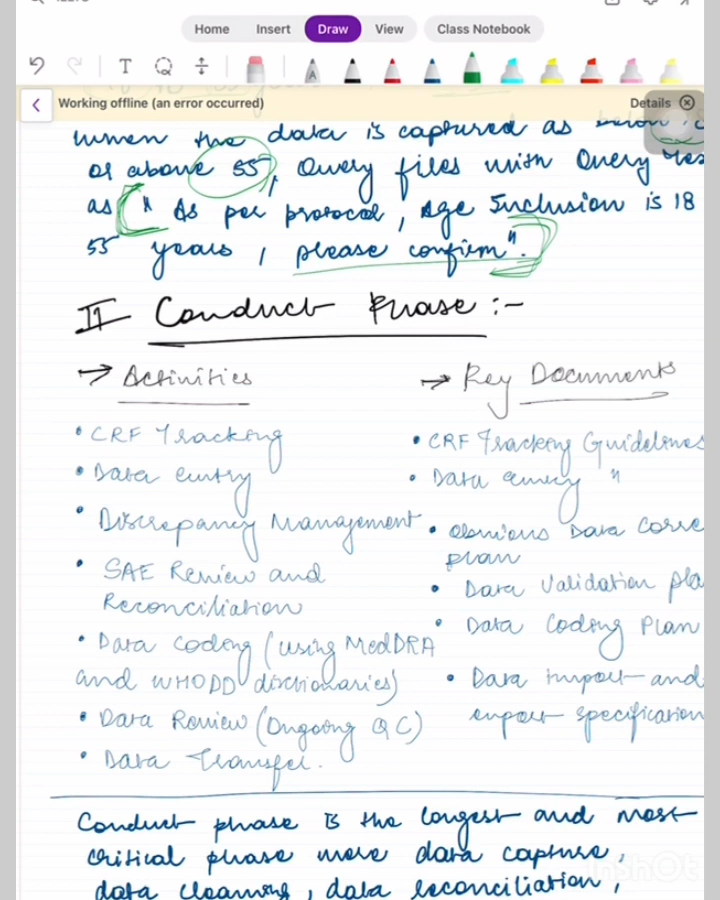 Home Insert Draw View Class Notebook
T A
Working offline (an error occurred) Details
When the data is captured as below
or above 55, Query files with Query Tex
as (" As per protocol, Age Inclusion is 18
55 years, please confirm".
II Conduct Phase :-
→ Activities
→ Key Documents
• CRF Tracking
• CRF Tracking Guidelines
• Data entry
• Data entry "
• Discrepancy Management
• Obvious Data Corre
plan
• SAE Review and
Reconciliation
• Data Validation pla
• Data Coding Plan
• Data Coding (using MedDRA
and WHODD dictionaries)
• Data import and
export specification
• Data Review (Ongoing QC)
• Data Transfer.
Conduct phase is the longest and most
critical phase more data capture,
data cleaning, data reconciliation,
InShOt